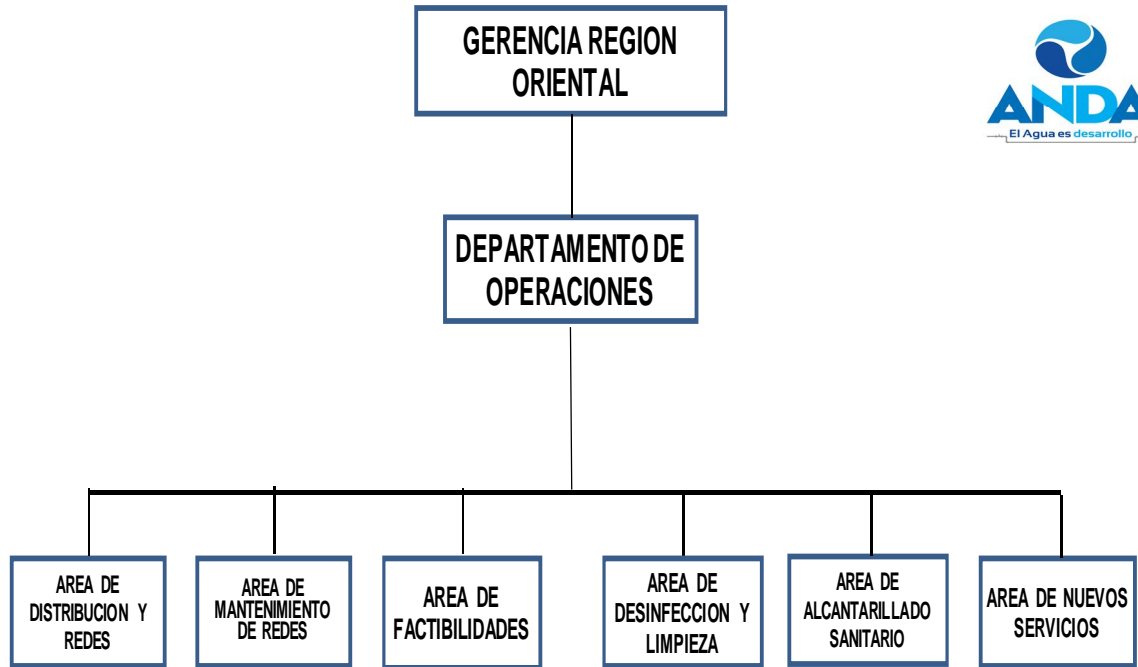 GERENCIA REGION
ORIENTAL
ANDA
El Agua es desarrollo
DEPARTAMENTO DE
OPERACIONES
AREA DE
DISTRIBUCION Y
REDES
AREA DE
MANTENIMIENTO
DE REDES
AREA DE
FACTIBILIDADES
AREA DE
DESINFECCION Y
LIMPIEZA
AREA DE
ALCANTARILLADO
SANITARIO
AREA DE NUEVOS
SERVICIOS